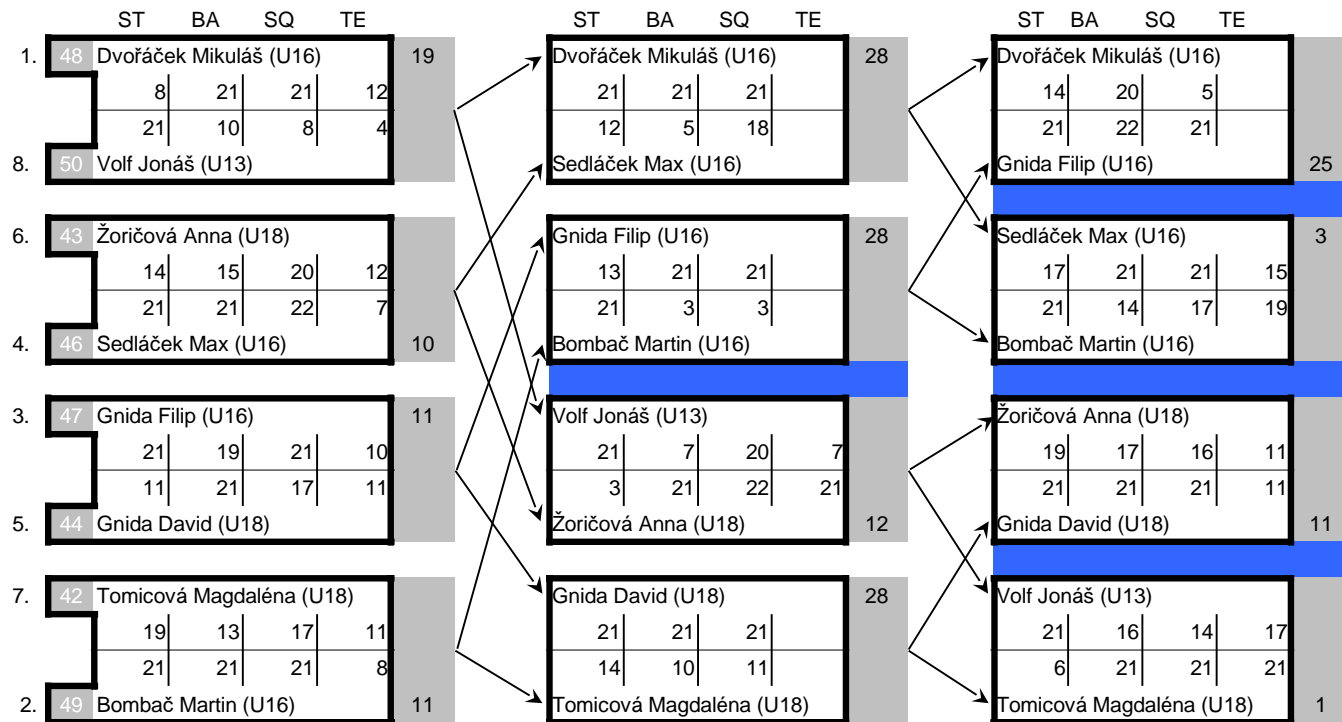 ST BA SQ TE ST BA SQ TE ST BA SQ TE
1. 48 Dvořáček Mikuláš (U16) 19 Dvořáček Mikuláš (U16) 28 Dvořáček Mikuláš (U16)
8 21 21 12 21 21 21 14 20 5
21 10 8 4 12 5 18 21 22 21
8. 50 Volf Jonáš (U13) Sedláček Max (U16) Gnida Filip (U16) 25
6. 43 Žoričová Anna (U18) Gnida Filip (U16) 28 Sedláček Max (U16) 3
14 15 20 12 13 21 21 17 21 21 15
21 21 22 7 21 3 3 21 14 17 19
4. 46 Sedláček Max (U16) 10 Bombač Martin (U16) Bombač Martin (U16)
3. 47 Gnida Filip (U16) 11 Volf Jonáš (U13) Žoričová Anna (U18)
21 19 21 10 21 7 20 7 19 17 16 11
11 21 17 11 3 21 22 21 21 21 21 11
5. 44 Gnida David (U18) Žoričová Anna (U18) 12 Gnida David (U18) 11
7. 42 Tomicová Magdaléna (U18) Gnida David (U18) 28 Volf Jonáš (U13)
19 13 17 11 21 21 21 21 16 14 17
21 21 21 8 14 10 11 6 21 21 21
2. 49 Bombač Martin (U16) 11 Tomicová Magdaléna (U18) Tomicová Magdaléna (U18) 1